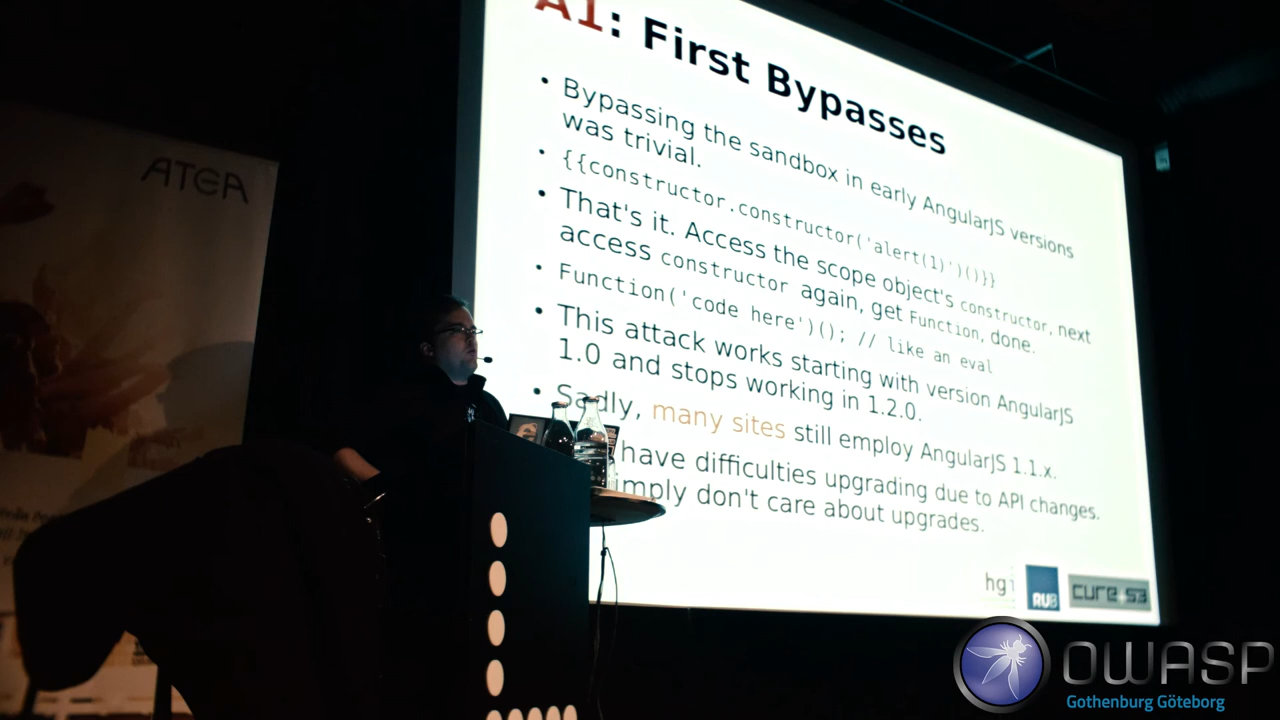 ATEA
A1: First Bypasses
• Bypassing the sandbox in early AngularJS versions
was trivial.
• {{constructor.constructor('alert(1)')()}}
• That's it. Access the scope object's constructor, next
access constructor again, get Function, done.
• Function('code here')(); // like an eval
• This attack works starting with version AngularJS
1.0 and stops working in 1.2.0.
• Sadly, many sites still employ AngularJS 1.1.x.
have difficulties upgrading due to API changes.
simply don't care about upgrades.
hgi
RUB
cure+53
OWASP
Gothenburg Göteborg